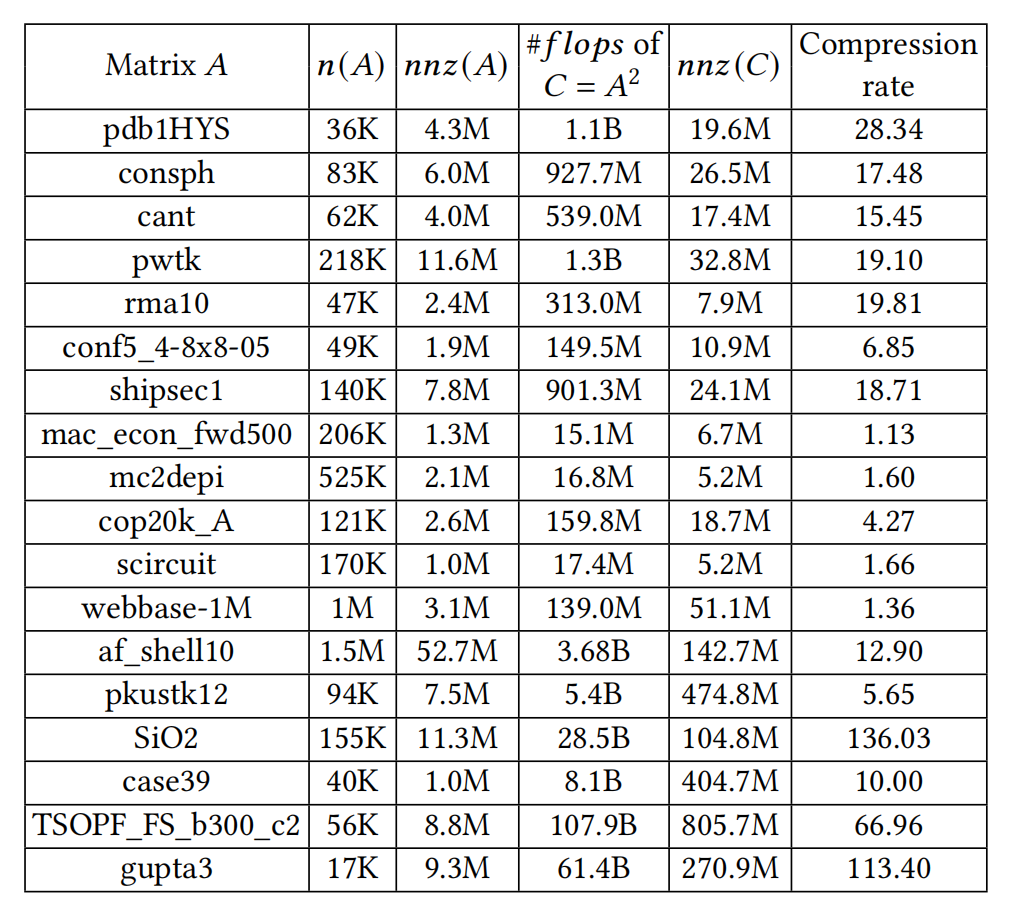 Matrix A n(A) nnz(A) #flops of C = A² nnz(C) Compression rate
pdb1HYS 36K 4.3M 1.1B 19.6M 28.34
consph 83K 6.0M 927.7M 26.5M 17.48
cant 62K 4.0M 539.0M 17.4M 15.45
pwtk 218K 11.6M 1.3B 32.8M 19.10
rma10 47K 2.4M 313.0M 7.9M 19.81
conf5_4-8x8-05 49K 1.9M 149.5M 10.9M 6.85
shipsec1 140K 7.8M 901.3M 24.1M 18.71
mac_econ_fwd500 206K 1.3M 15.1M 6.7M 1.13
mc2depi 525K 2.1M 16.8M 5.2M 1.60
cop20k_A 121K 2.6M 159.8M 18.7M 4.27
scircuit 170K 1.0M 17.4M 5.2M 1.66
webbase-1M 1M 3.1M 139.0M 51.1M 1.36
af_shell10 1.5M 52.7M 3.68B 142.7M 12.90
pkustk12 94K 7.5M 5.4B 474.8M 5.65
SiO2 155K 11.3M 28.5B 104.8M 136.03
case39 40K 1.0M 8.1B 404.7M 10.00
TSOPF_FS_b300_c2 56K 8.8M 107.9B 805.7M 66.96
gupta3 17K 9.3M 61.4B 270.9M 113.40